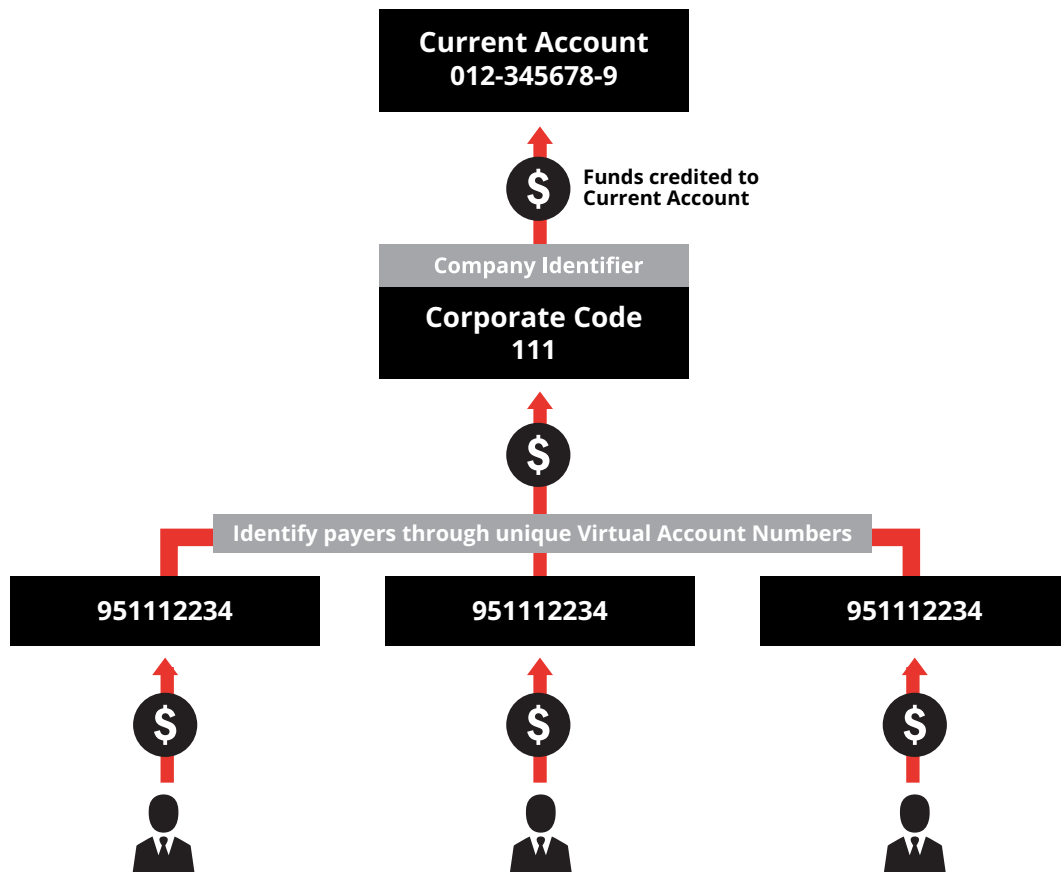 Current Account
012-345678-9
$
Funds credited to
Current Account
Company Identifier
Corporate Code
111
$
Identify payers through unique Virtual Account Numbers
951112234
951112234
951112234
$
$
$